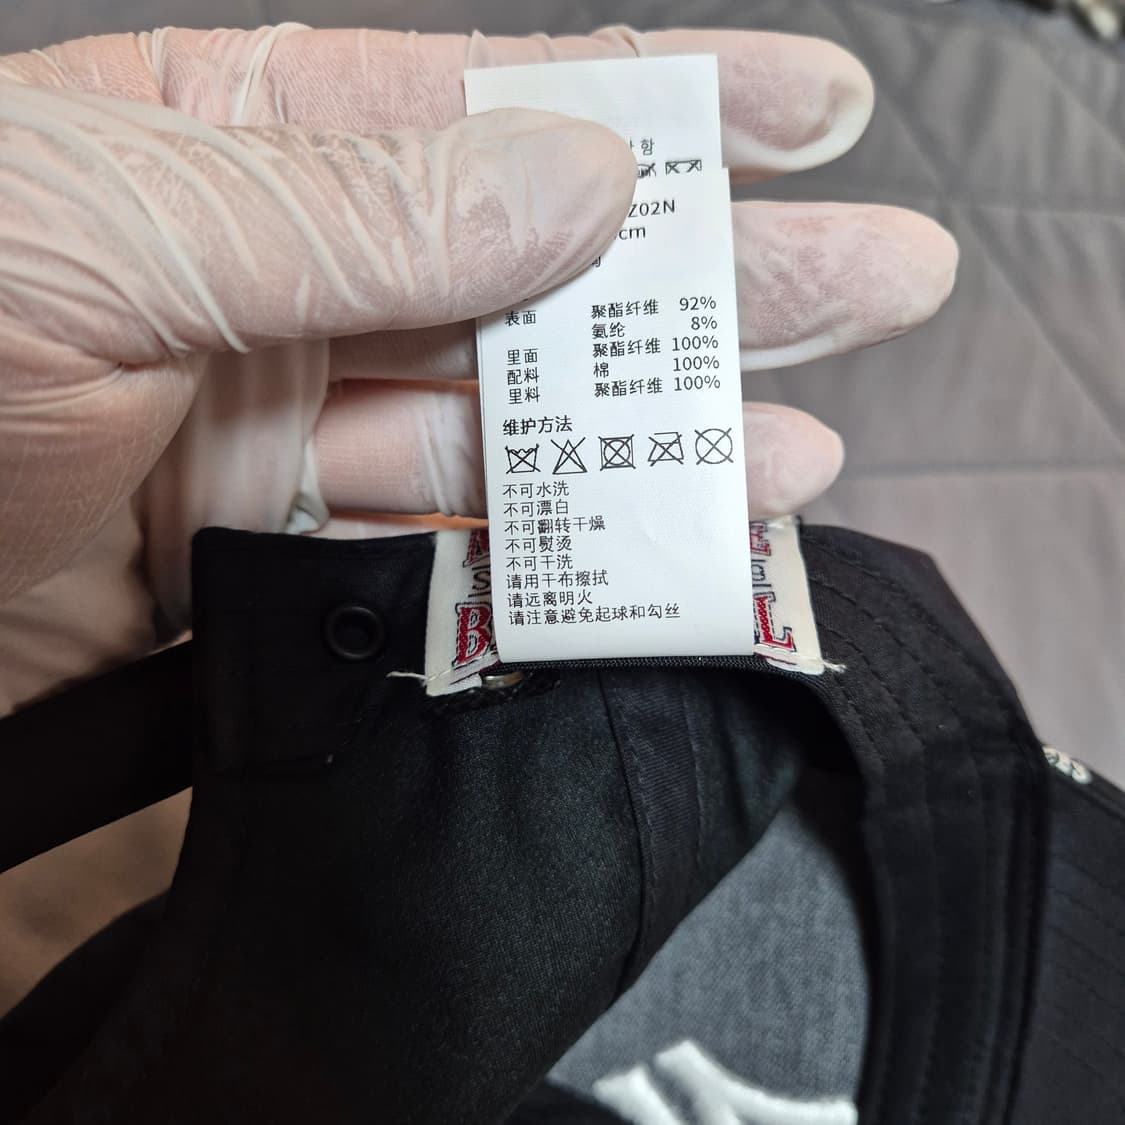 함
Z02N
cm
表面 聚酯纤维 92%
氨纶 8%
里面 聚酯纤维 100%
配料 棉 100%
里料 聚酯纤维 100%
维护方法
不可水洗
不可漂白
不可翻转干燥
不可熨烫
不可干洗
请用干布擦拭
请远离明火
请注意避免起球和勾丝